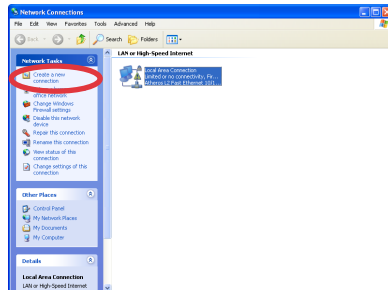 Network Connections
File Edit View Favorites Tools Advanced Help
Back Search Folders
Network Tasks
Create a new
connection
office network
Change Windows
Firewall settings
Disable this network
device
Repair this connection
Rename this connection
View status of this
connection
Change settings of this
connection
Other Places
Control Panel
My Network Places
My Documents
My Computer
Details
Local Area Connection
LAN or High-Speed Internet
LAN or High-Speed Internet
Local Area Connection
Limited or no connectivity, Fir...
Atheros L2 Fast Ethernet 10/1...